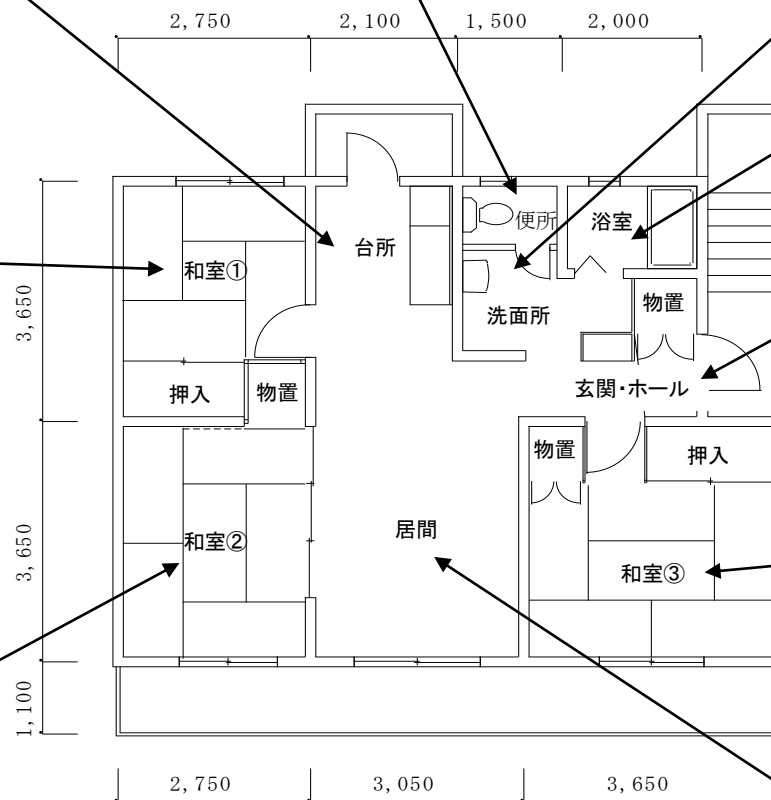 2,750
2,100
1,500
2,000
便所
浴室
台所
和室①
物置
洗面所
3,650
玄関・ホール
押入
物置
物置
押入
居間
和室②
和室③
3,650
1,100
2,750
3,050
3,650